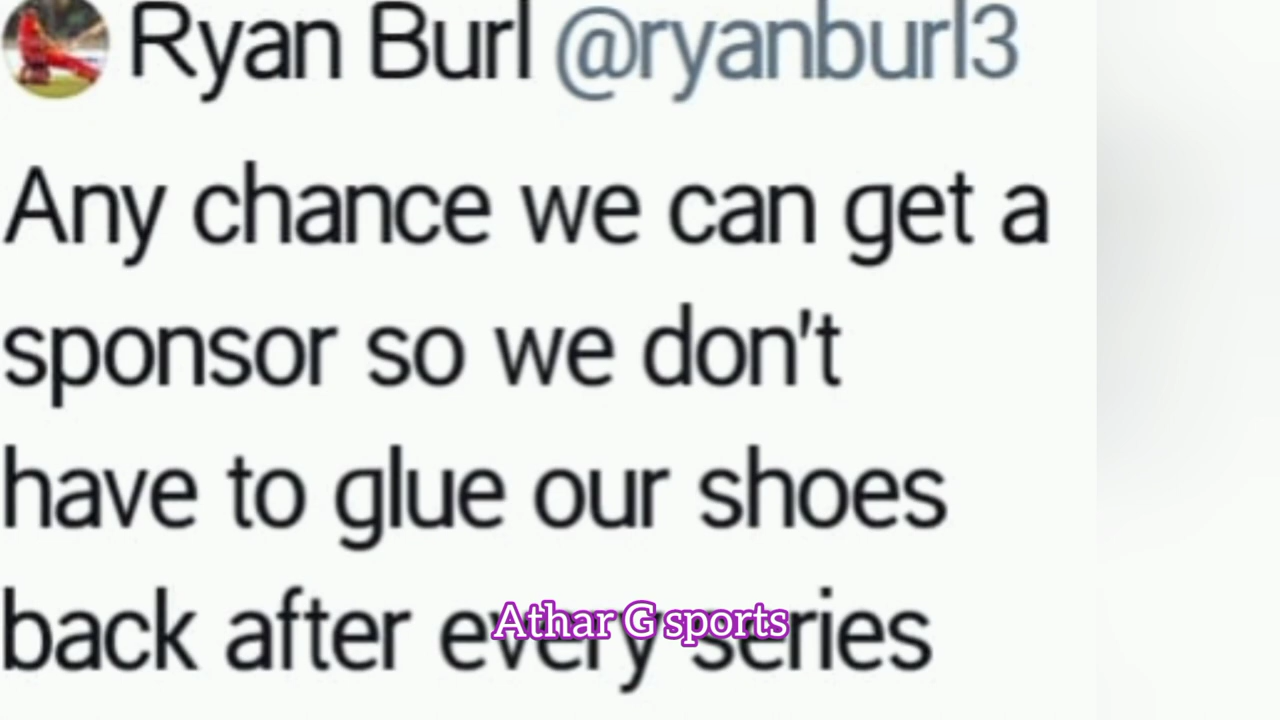 Ryan Burl @ryanburl3
Any chance we can get a
sponsor so we don't
have to glue our shoes
back after every series
Athar G sports